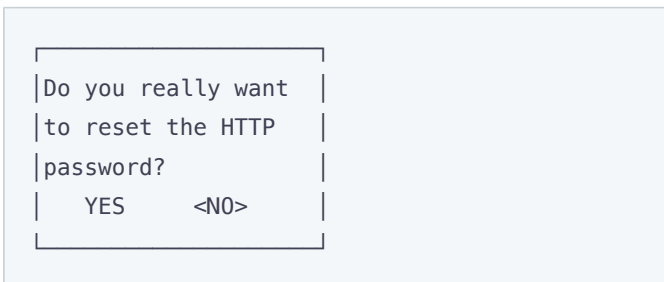 Do you really want
to reset the HTTP
password?
YES <NO>